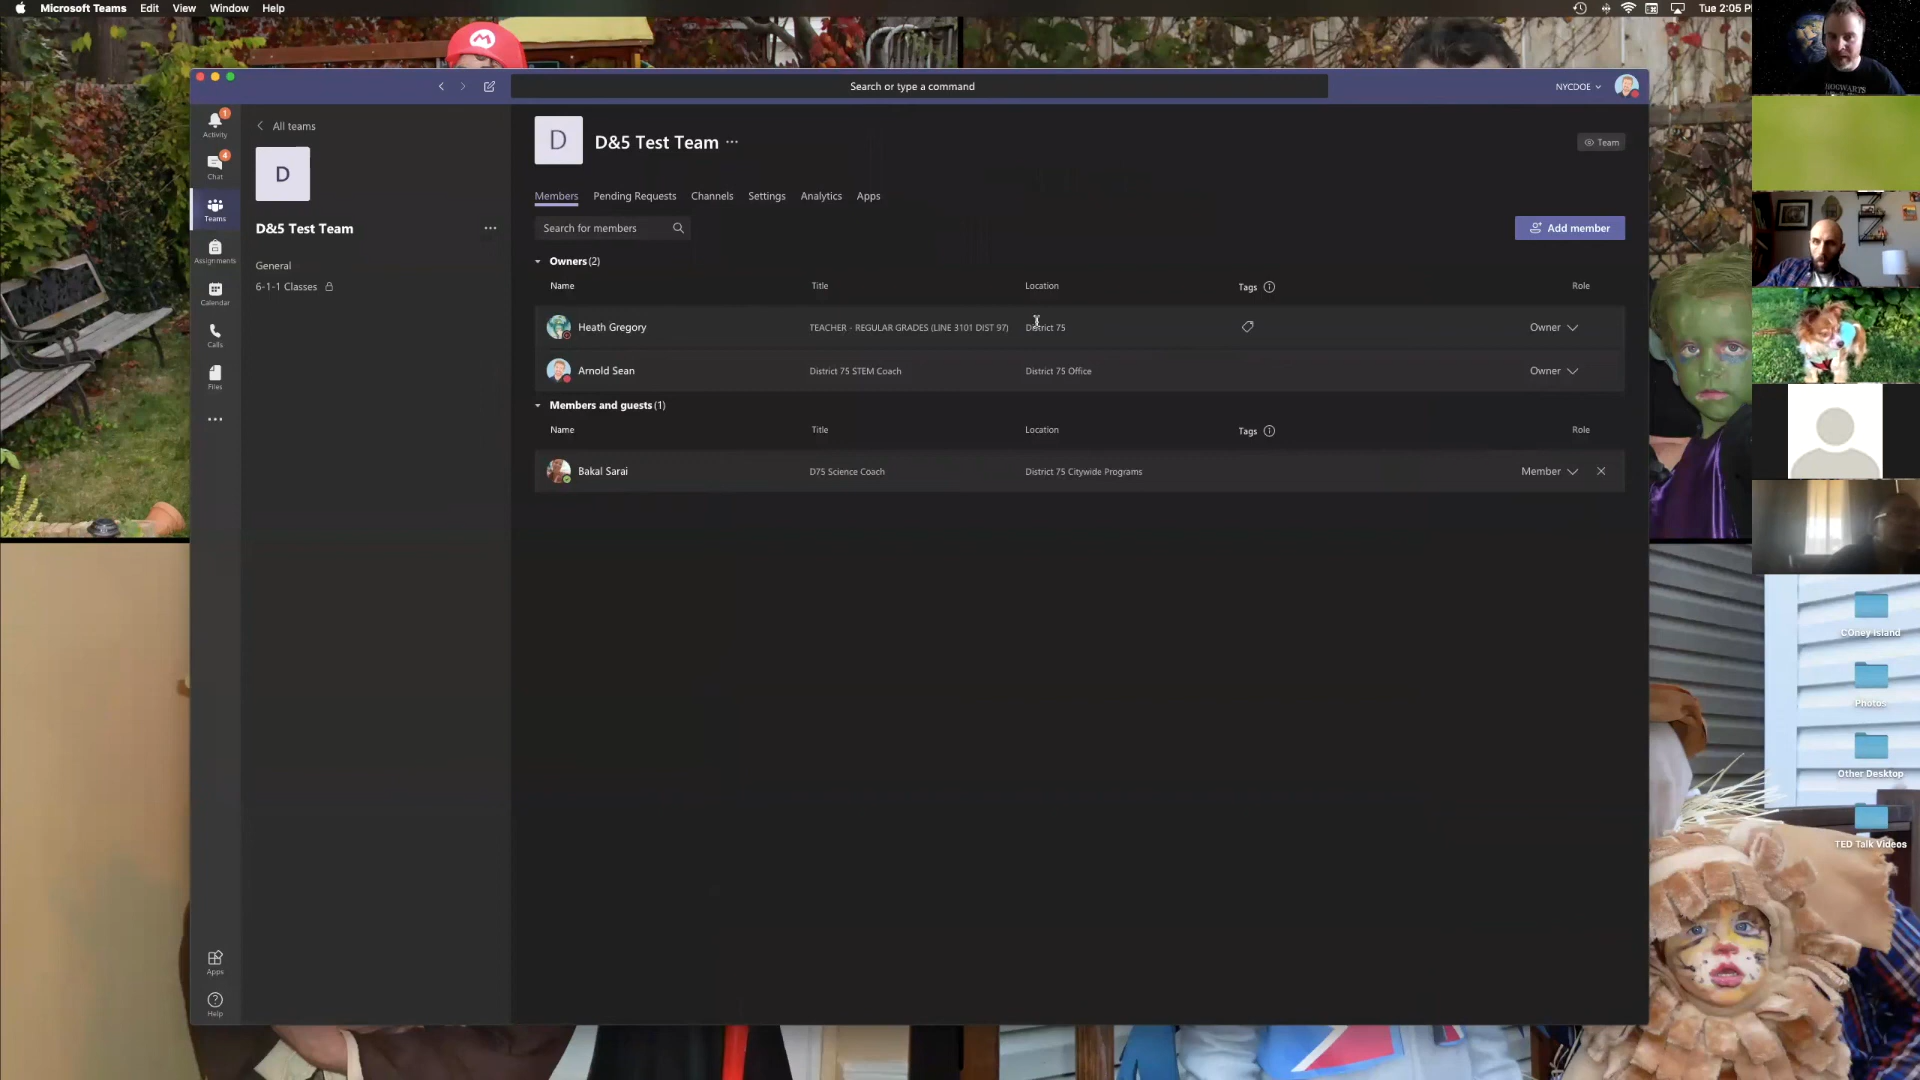 Microsoft Teams Edit View Window Help
Tue 2:05
Search or type a command
NYCDOE
HOGWARTS
1
Activity
4
Chat
Teams
Assignments
Calendar
Calls
Files
Apps
Help
All teams
D
D&5 Test Team
General
6-1-1 Classes
D
D&5 Test Team
Team
Members Pending Requests Channels Settings Analytics Apps
Search for members
Add member
Owners (2)
Name Title Location Tags Role
Heath Gregory TEACHER - REGULAR GRADES (LINE 3101 DIST 97) District 75 Owner
Arnold Sean District 75 STEM Coach District 75 Office Owner
Members and guests (1)
Name Title Location Tags Role
Bakal Sarai D75 Science Coach District 75 Citywide Programs Member
COney Island
Photos
Other Desktop
TED Talk Videos